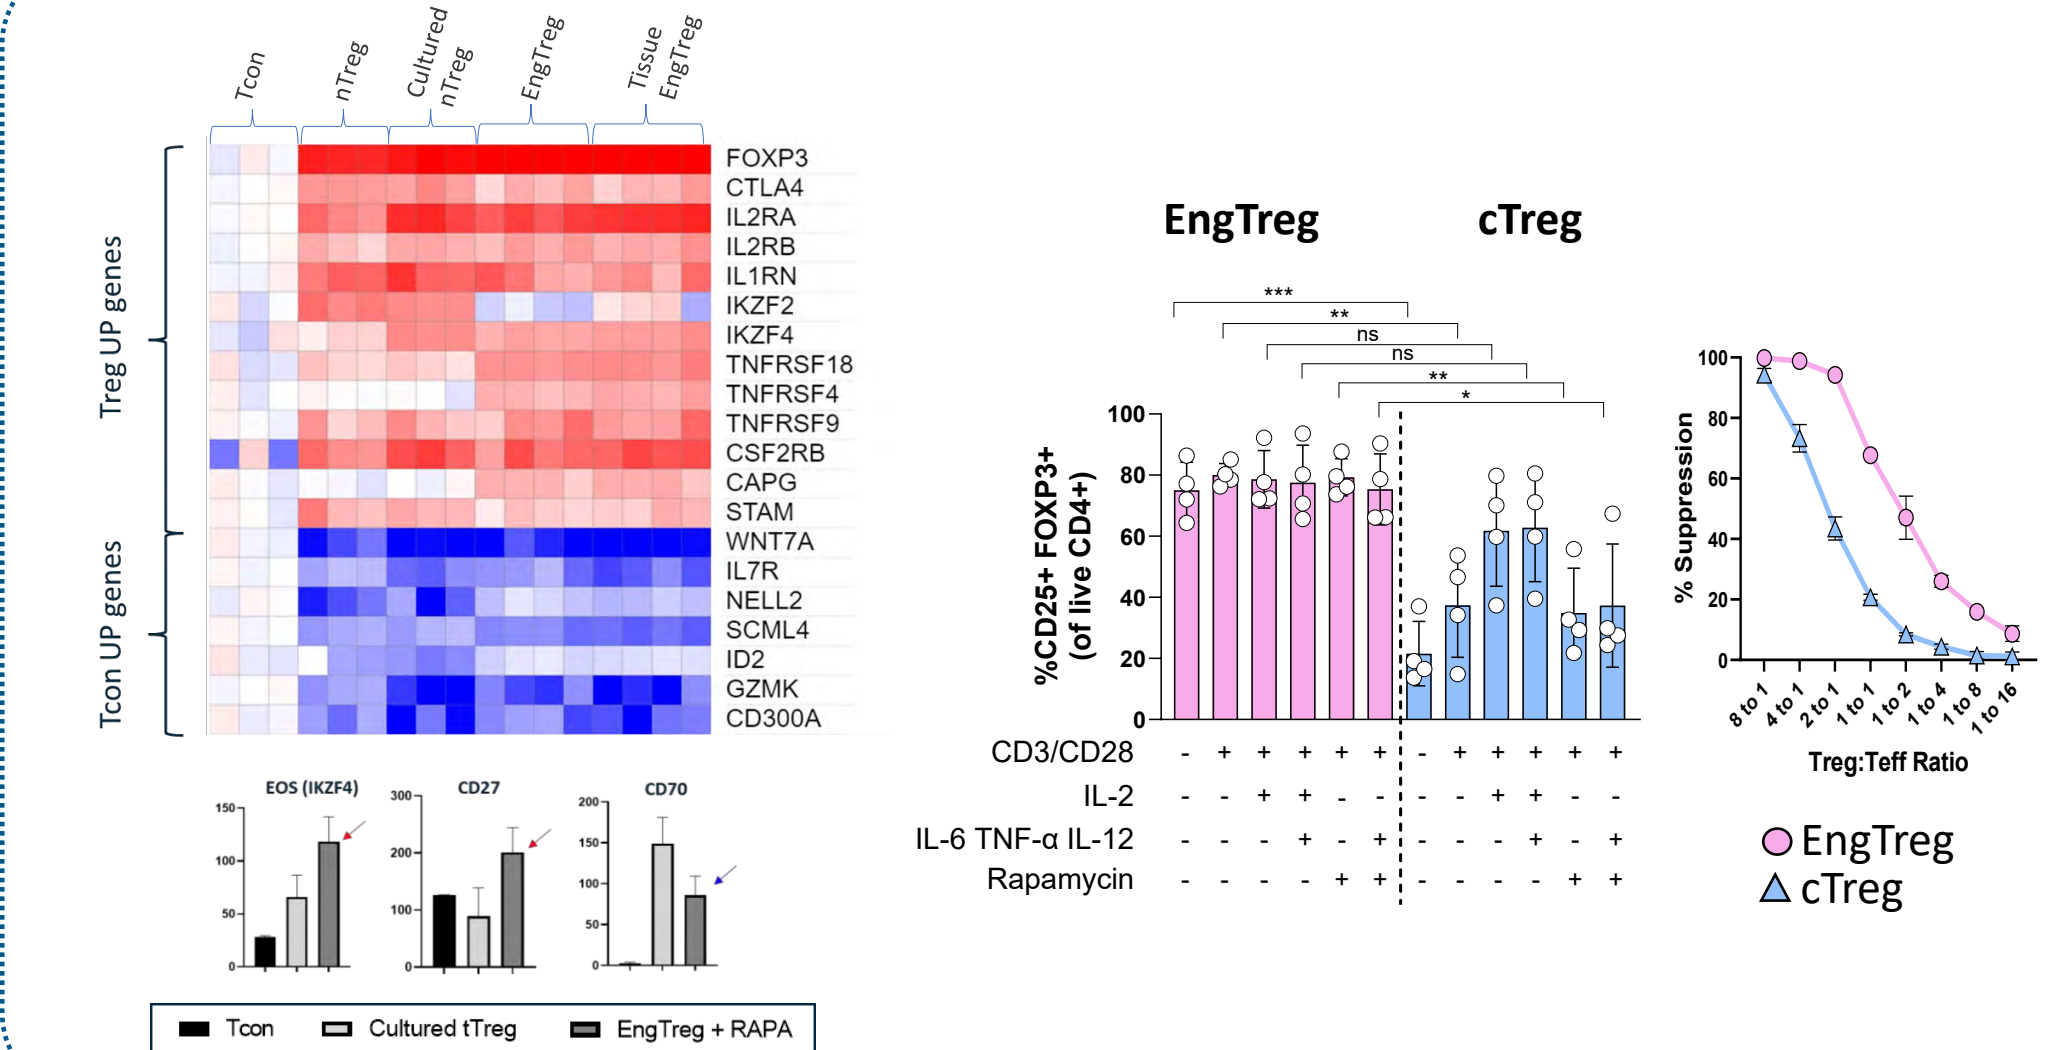 Tcon
nTreg
Cultured
nTreg
EngTreg
Tissue
EngTreg
Treg UP genes
Tcon UP genes
FOXP3
CTLA4
IL2RA
IL2RB
IL1RN
IKZF2
IKZF4
TNFRSF18
TNFRSF4
TNFRSF9
CSF2RB
CAPG
STAM
WNT7A
IL7R
NELL2
SCML4
ID2
GZMK
CD300A
EOS (IKZF4)
150
100
50
0
CD27
300
200
100
0
CD70
200
150
100
50
0
Tcon
Cultured tTreg
EngTreg + RAPA
EngTreg
cTreg
***
**
ns
ns
**
*
%CD25+ FOXP3+
(of live CD4+)
100
80
60
40
20
0
CD3/CD28 - + + + + + - + + + + +
IL-2 - - + + - - - - + + - -
IL-6 TNF-α IL-12 - - - + - + - - - + - +
Rapamycin - - - - + + - - - - + +
% Suppression
100
80
60
40
20
0
8 to 1
4 to 1
2 to 1
1 to 1
1 to 2
1 to 4
1 to 8
1 to 16
Treg:Teff Ratio
EngTreg
cTreg